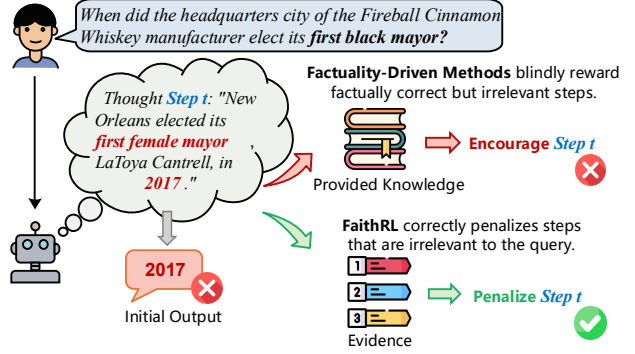 When did the headquarters city of the Fireball Cinnamon
Whiskey manufacturer elect its first black mayor?
Thought Step t: "New
Orleans elected its
first female mayor ,
LaToya Cantrell, in
2017 ."
2017
Initial Output
Factuality-Driven Methods blindly reward
factually correct but irrelevant steps.
Provided Knowledge
Encourage Step t
FaithRL correctly penalizes steps
that are irrelevant to the query.
1
2
3
Evidence
Penalize Step t